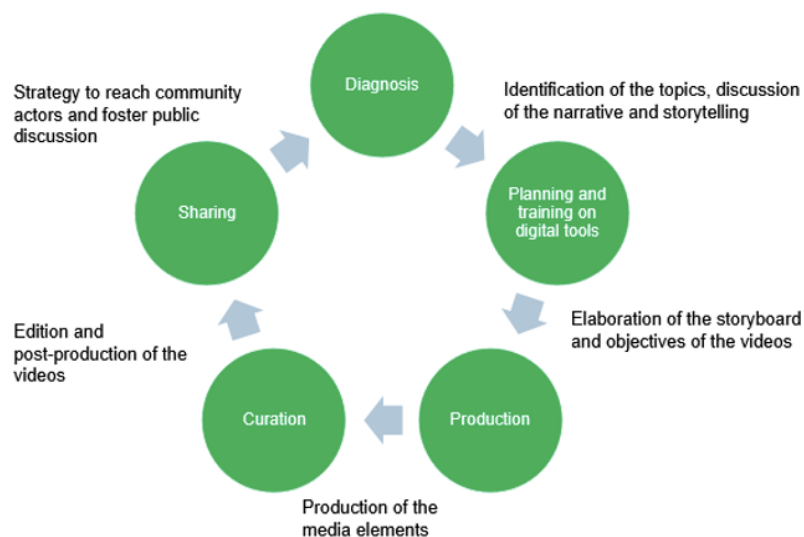 Diagnosis
Identification of the topics, discussion
of the narrative and storytelling
Planning and
training on
digital tools
Elaboration of the storyboard
and objectives of the videos
Production
Production of the
media elements
Curation
Edition and
post-production of the
videos
Sharing
Strategy to reach community
actors and foster public
discussion